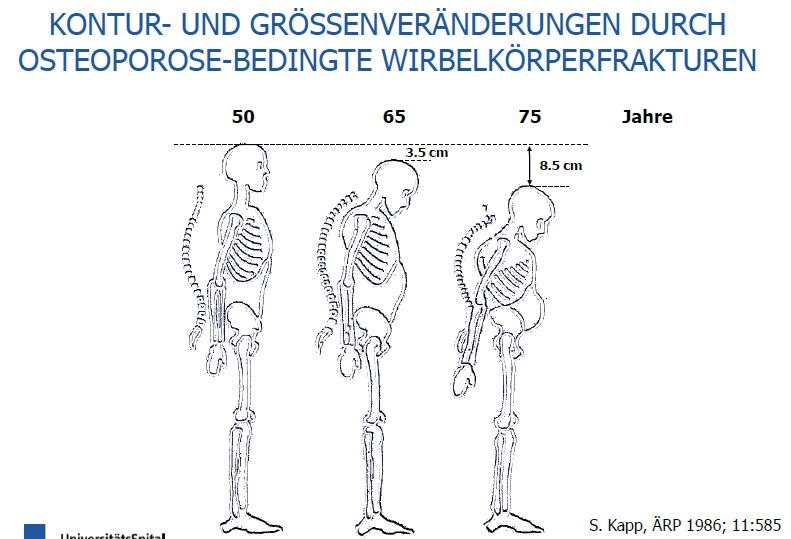 KONTUR- UND GRÖSSENVERÄNDERUNGEN DURCH
OSTEOPOROSE-BEDINGTE WIRBELKÖRPERFRAKTUREN
50 65 75 Jahre
3.5 cm
8.5 cm
S. Kapp, ÄRP 1986; 11:585
UniversitätsSpital